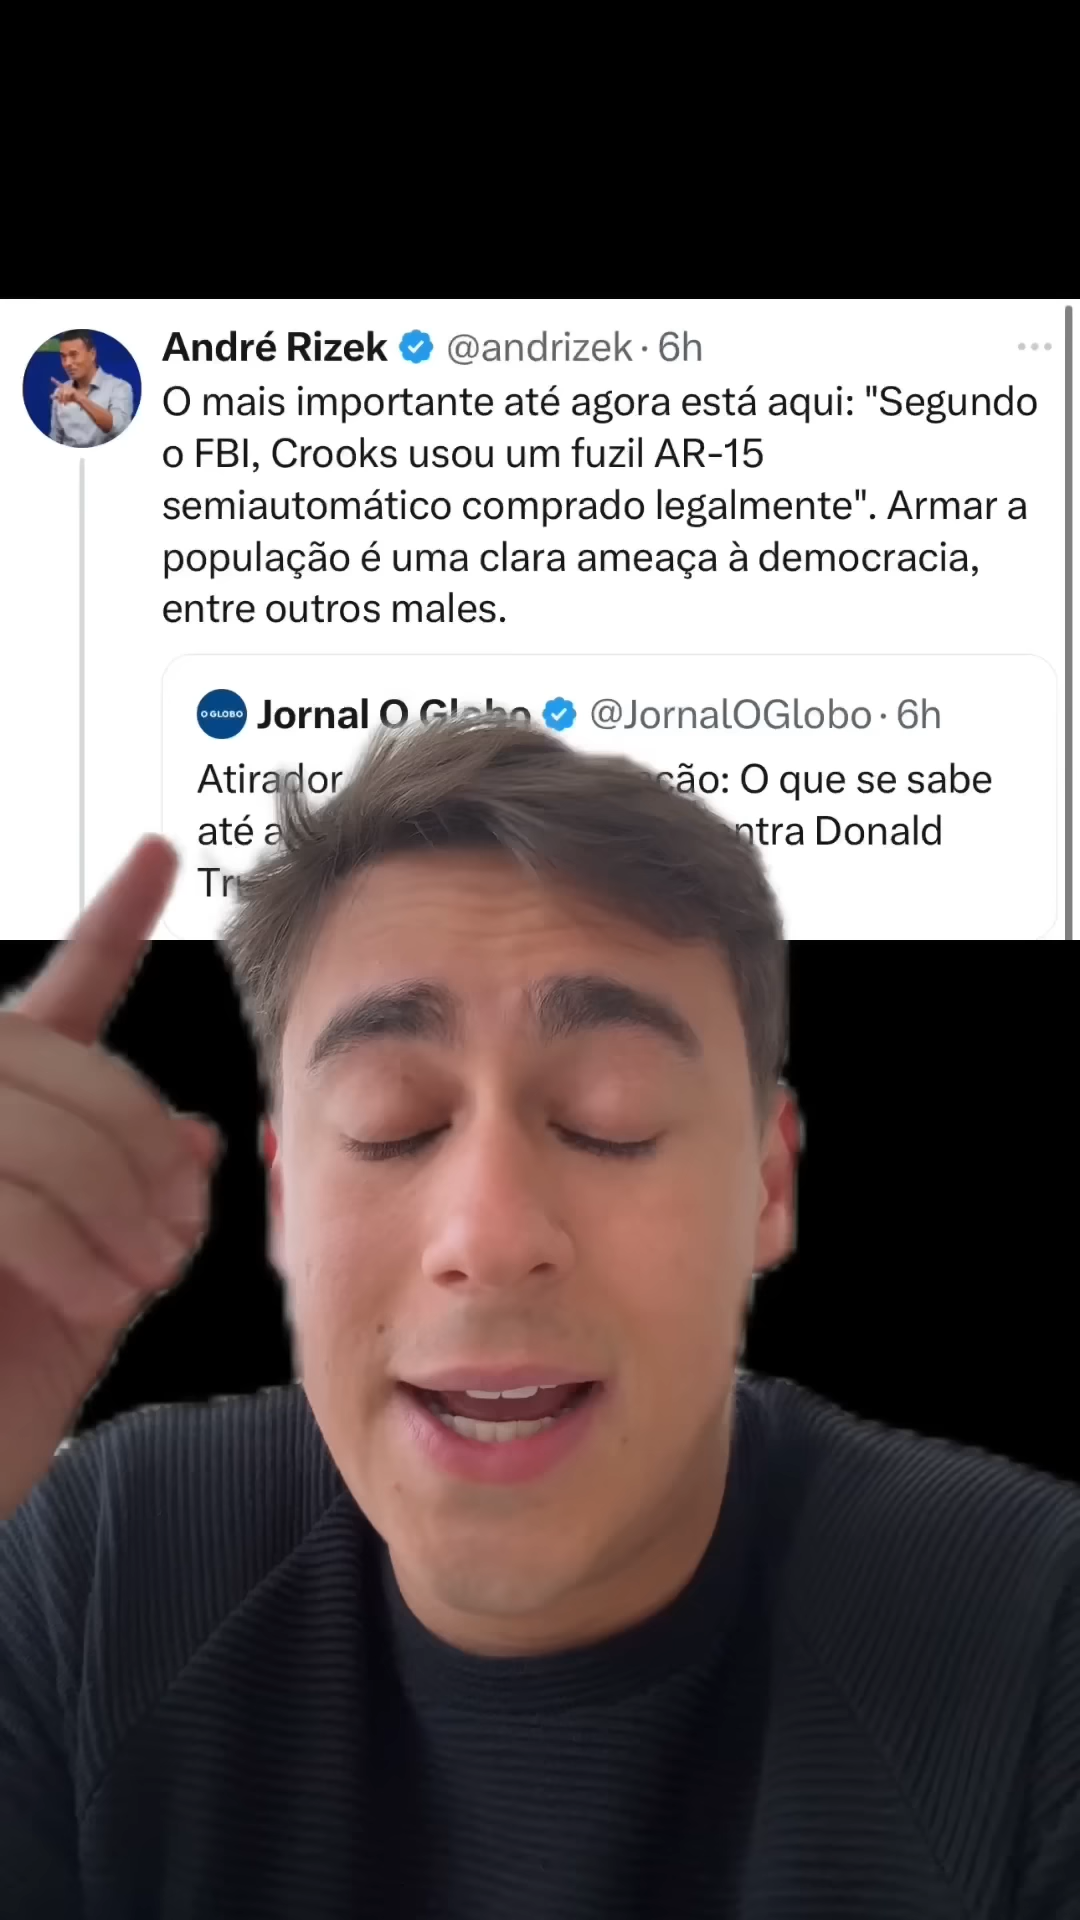 André Rizek @andrizek · 6h
O mais importante até agora está aqui: "Segundo
o FBI, Crooks usou um fuzil AR-15
semiautomático comprado legalmente". Armar a
população é uma clara ameaça à democracia,
entre outros males.
O GLOBO Jornal O Globo @JornalOGlobo · 6h
Atirador ção: O que se sabe
até a ntra Donald